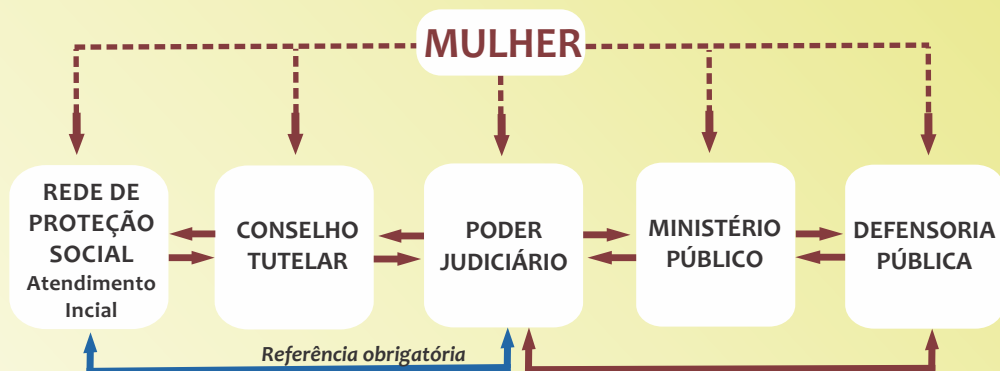 MULHER
REDE DE
PROTEÇÃO
SOCIAL
Atendimento
Incial
CONSELHO
TUTELAR
PODER
JUDICIÁRIO
MINISTÉRIO
PÚBLICO
DEFENSORIA
PÚBLICA
Referência obrigatória